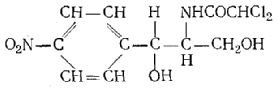 CH—CH H NHCOCHCl₂
O₂N— —C—C—CH₂OH
CH=CH OH H